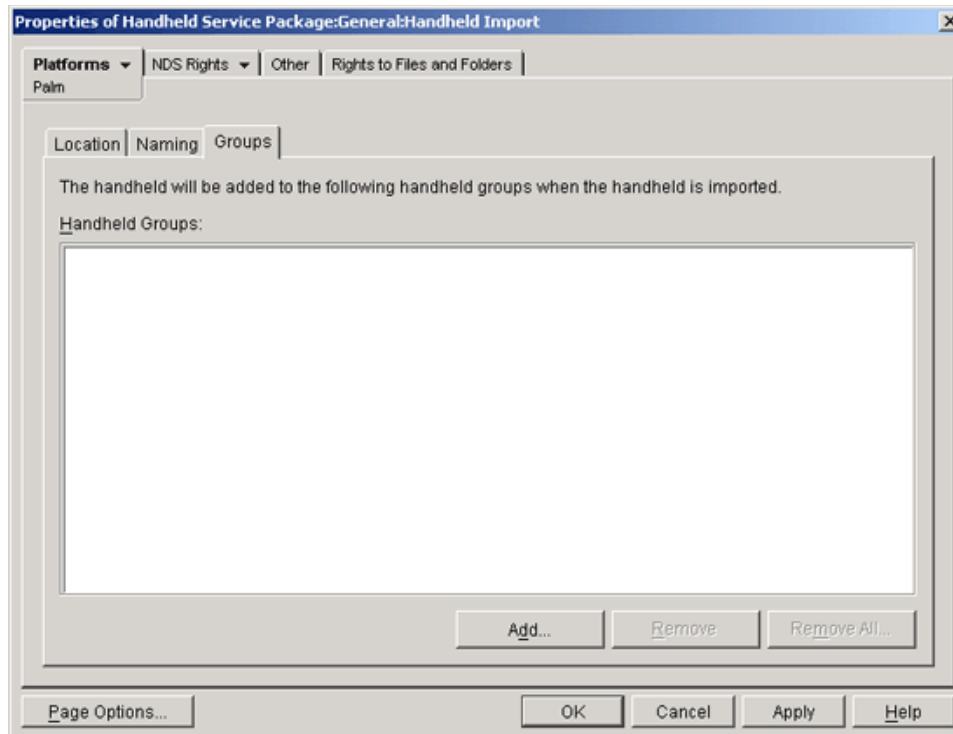 Properties of Handheld Service Package:General:Handheld Import
Platforms NDS Rights Other Rights to Files and Folders
Palm
Location Naming Groups
The handheld will be added to the following handheld groups when the handheld is imported.
Handheld Groups:
Add... Remove Remove All...
Page Options... OK Cancel Apply Help